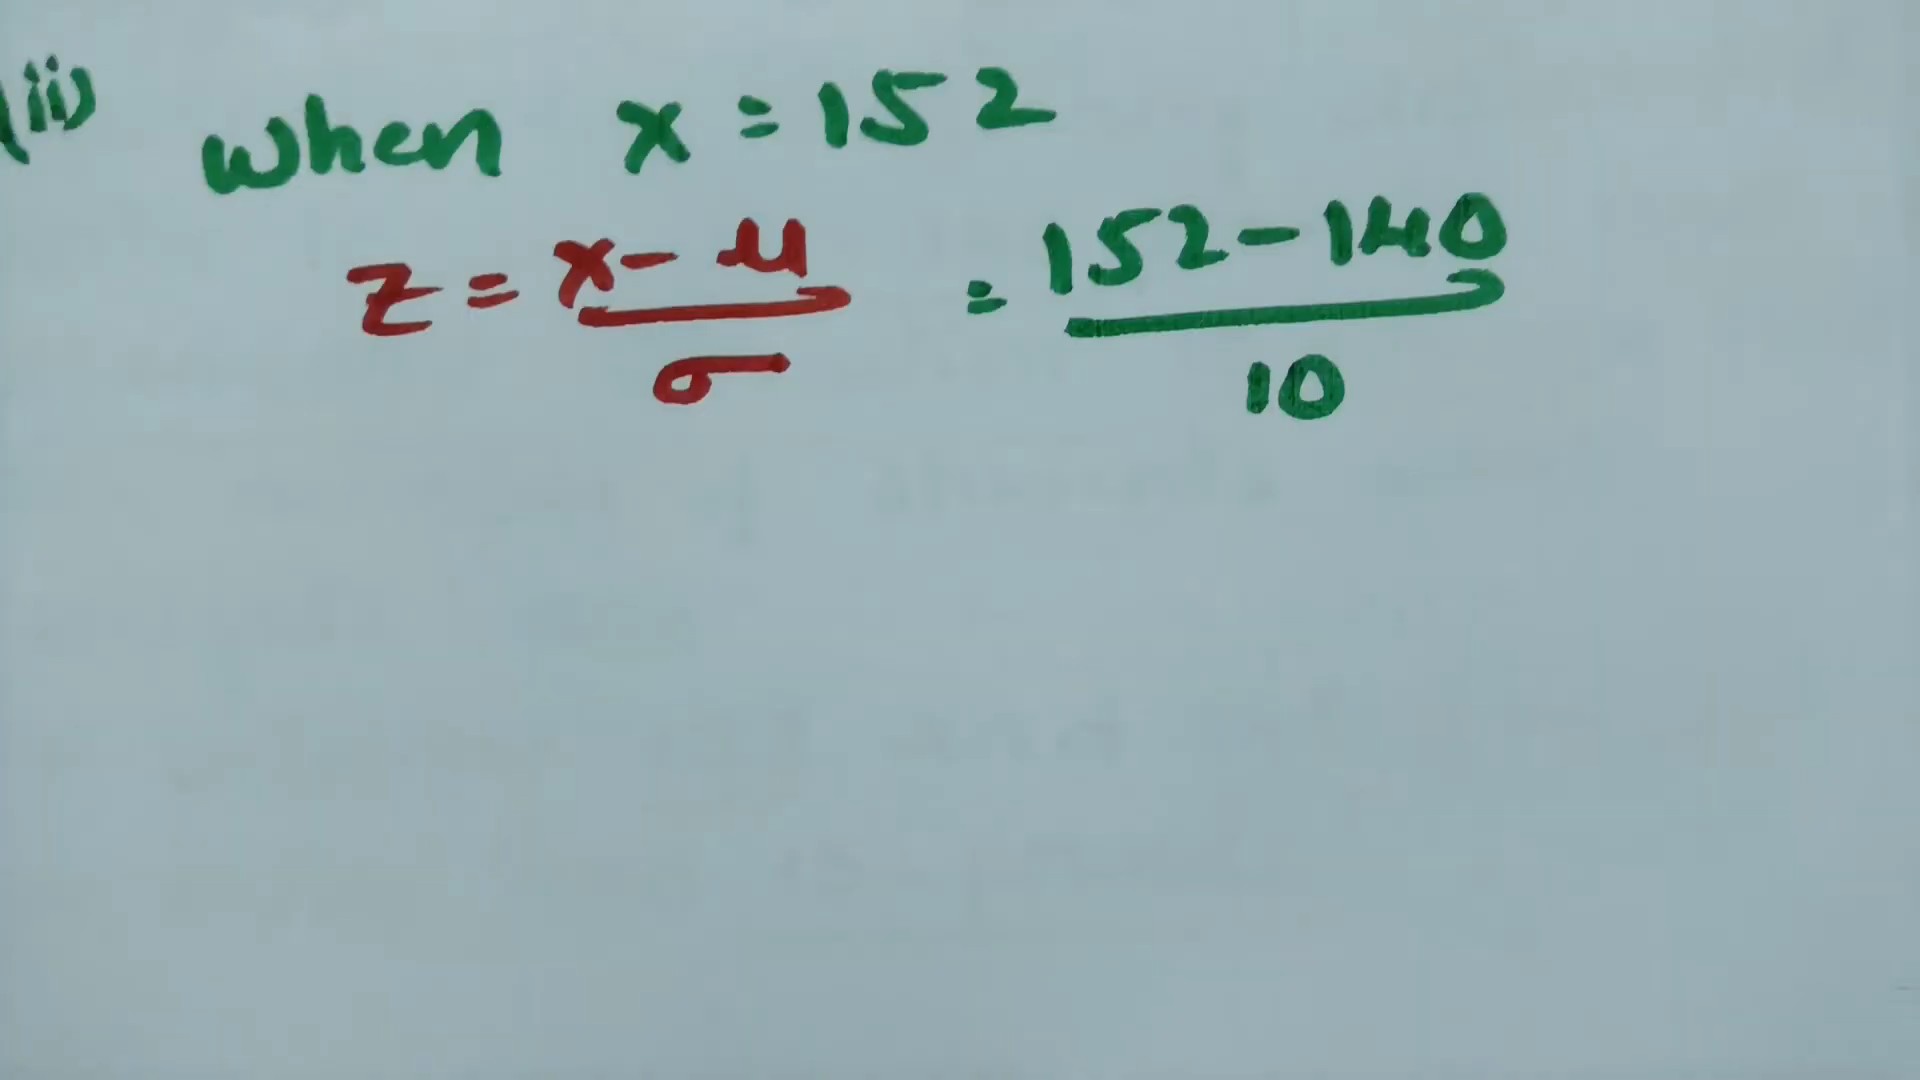 (ii) when x = 152
z = x - μ / σ = 152 - 140 / 10